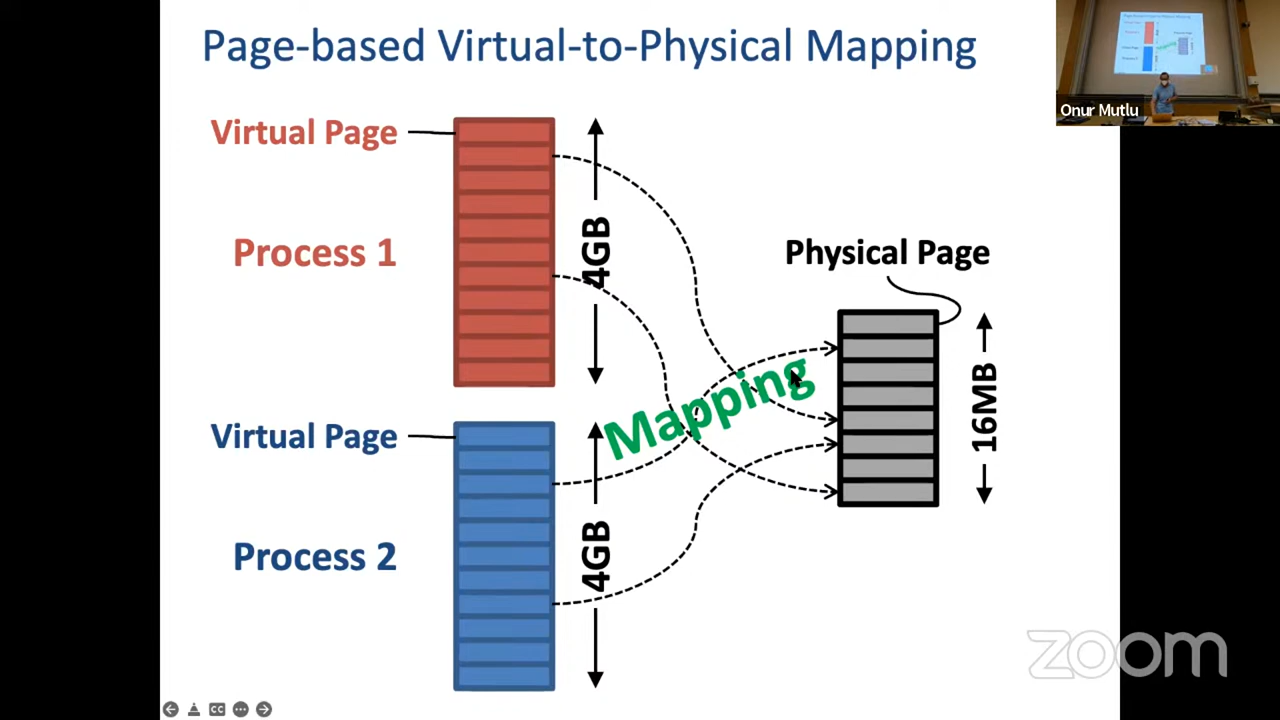 Page-based Virtual-to-Physical Mapping
Onur Mutlu
Virtual Page
Process 1
4GB
Physical Page
16MB
Mapping
Virtual Page
Process 2
4GB
zoom
CC